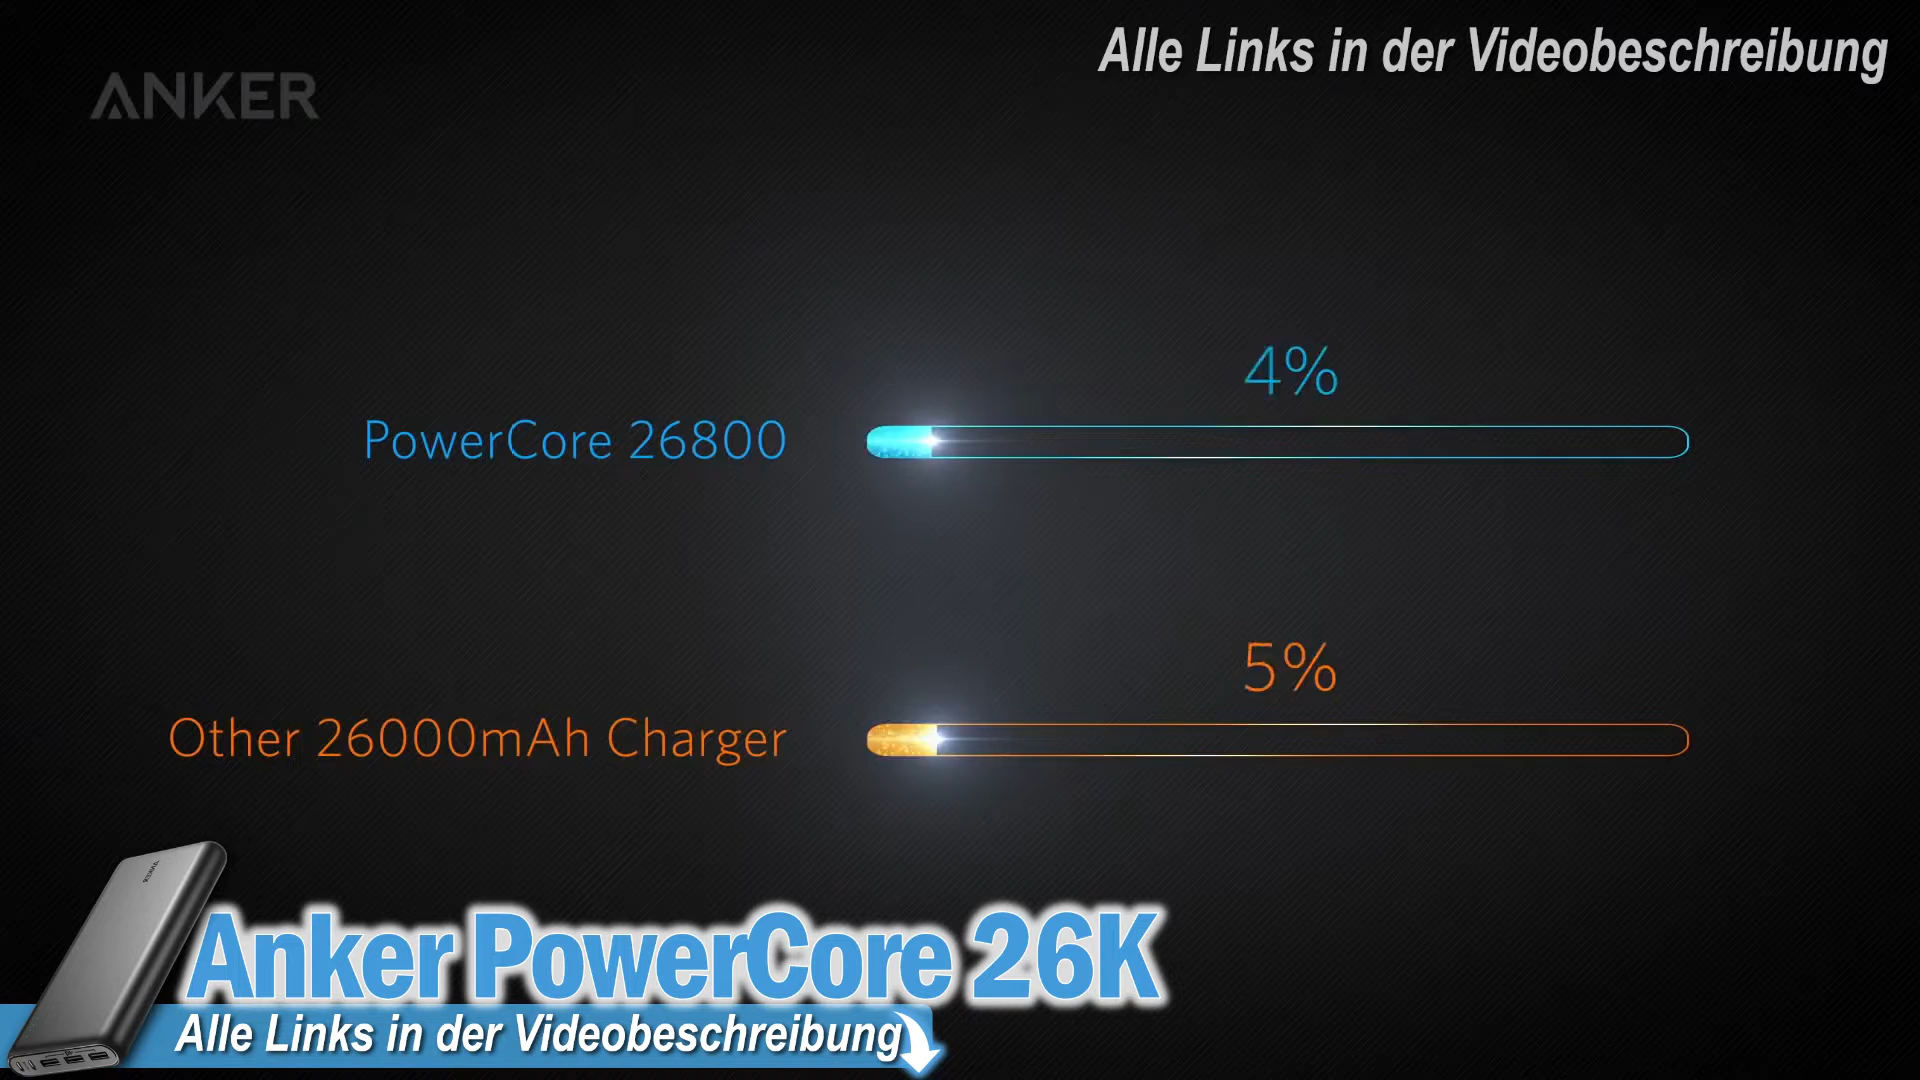 Alle Links in der Videobeschreibung
ANKER
4%
PowerCore 26800
5%
Other 26000mAh Charger
ANKER
Anker PowerCore 26K
Alle Links in der Videobeschreibung